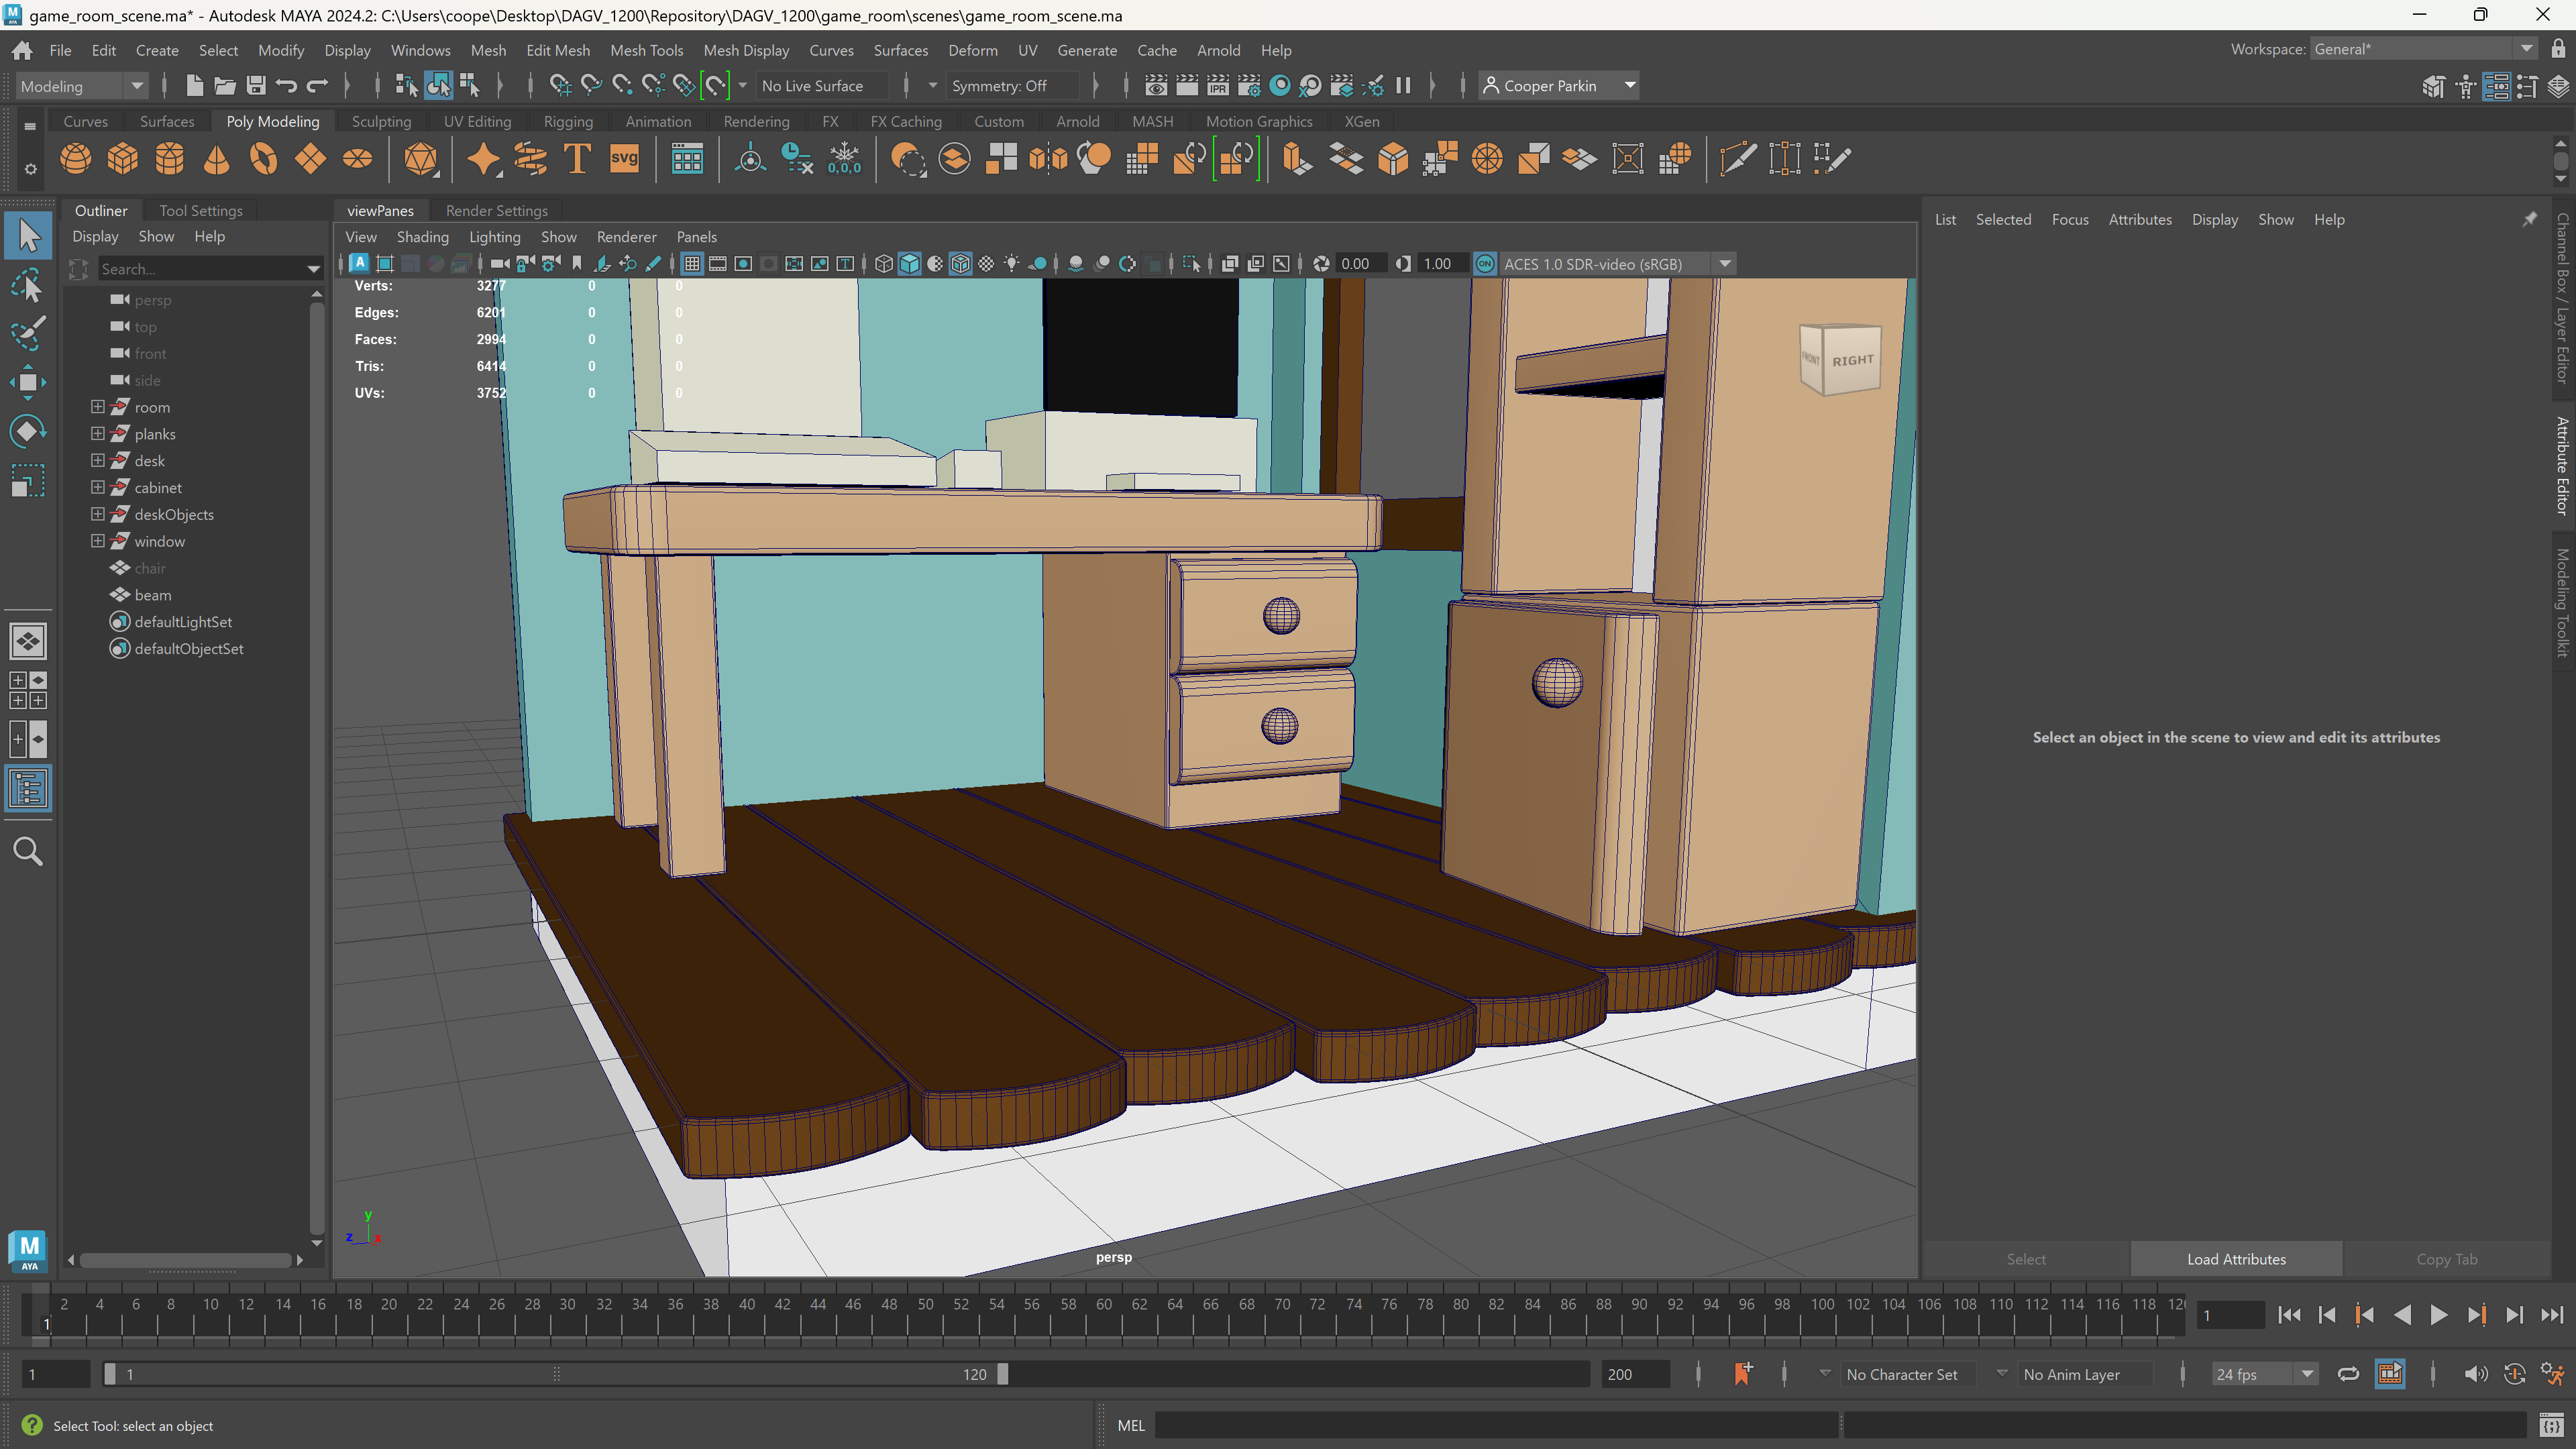 game_room_scene.ma* - Autodesk MAYA 2024.2: C:\Users\coope\Desktop\DAGV_1200\Repository\DAGV_1200\game_room\scenes\game_room_scene.ma
File Edit Create Select Modify Display Windows Mesh Edit Mesh Mesh Tools Mesh Display Curves Surfaces Deform UV Generate Cache Arnold Help
Workspace: General*
Modeling
No Live Surface
Symmetry: Off
IPR
Cooper Parkin
Curves Surfaces Poly Modeling Sculpting UV Editing Rigging Animation Rendering FX FX Caching Custom Arnold MASH Motion Graphics XGen
T svg 0,0,0
Outliner Tool Settings
Display Show Help
Search...
persp
top
front
side
room
planks
desk
cabinet
deskObjects
window
chair
beam
defaultLightSet
defaultObjectSet
viewPanes Render Settings
View Shading Lighting Show Renderer Panels
0.00 1.00 ON ACES 1.0 SDR-video (sRGB)
Verts: 3277 0 0
Edges: 6201 0 0
Faces: 2994 0 0
Tris: 6414 0 0
UVs: 3752 0 0
FRONT RIGHT
y
z x
persp
List Selected Focus Attributes Display Show Help
Select an object in the scene to view and edit its attributes
Select Load Attributes Copy Tab
Channel Box / Layer Editor
Attribute Editor
Modeling Toolkit
M
AYA
2 4 6 8 10 12 14 16 18 20 22 24 26 28 30 32 34 36 38 40 42 44 46 48 50 52 54 56 58 60 62 64 66 68 70 72 74 76 78 80 82 84 86 88 90 92 94 96 98 100 102 104 106 108 110 112 114 116 118
1
1
1 1 120 200
No Character Set
No Anim Layer
24 fps
Select Tool: select an object
MEL